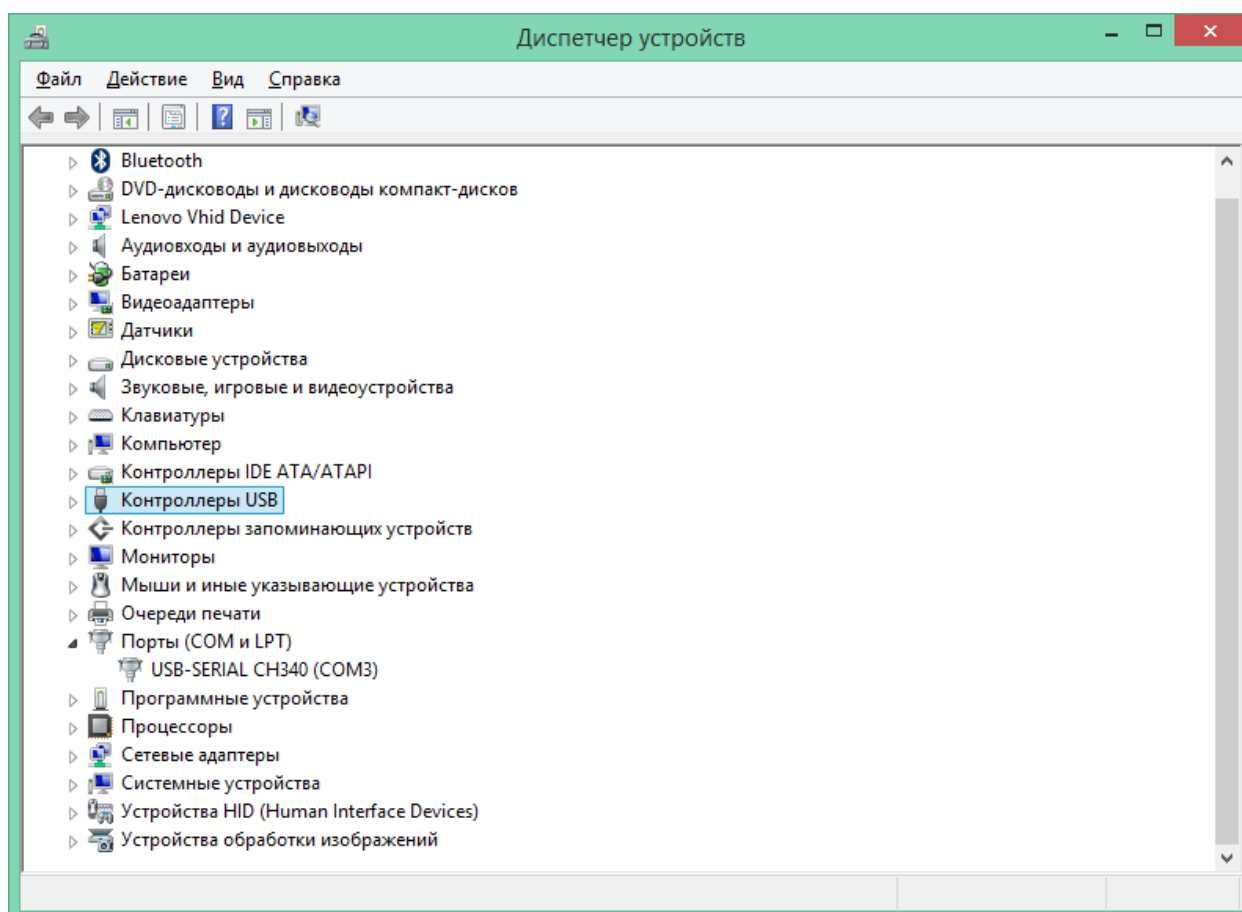 Диспетчер устройств
Файл Действие Вид Справка
Bluetooth
DVD-дисководы и дисководы компакт-дисков
Lenovo Vhid Device
Аудиовходы и аудиовыходы
Батареи
Видеоадаптеры
Датчики
Дисковые устройства
Звуковые, игровые и видеоустройства
Клавиатуры
Компьютер
Контроллеры IDE ATA/ATAPI
Контроллеры USB
Контроллеры запоминающих устройств
Мониторы
Мыши и иные указывающие устройства
Очереди печати
Порты (COM и LPT)
USB-SERIAL CH340 (COM3)
Программные устройства
Процессоры
Сетевые адаптеры
Системные устройства
Устройства HID (Human Interface Devices)
Устройства обработки изображений